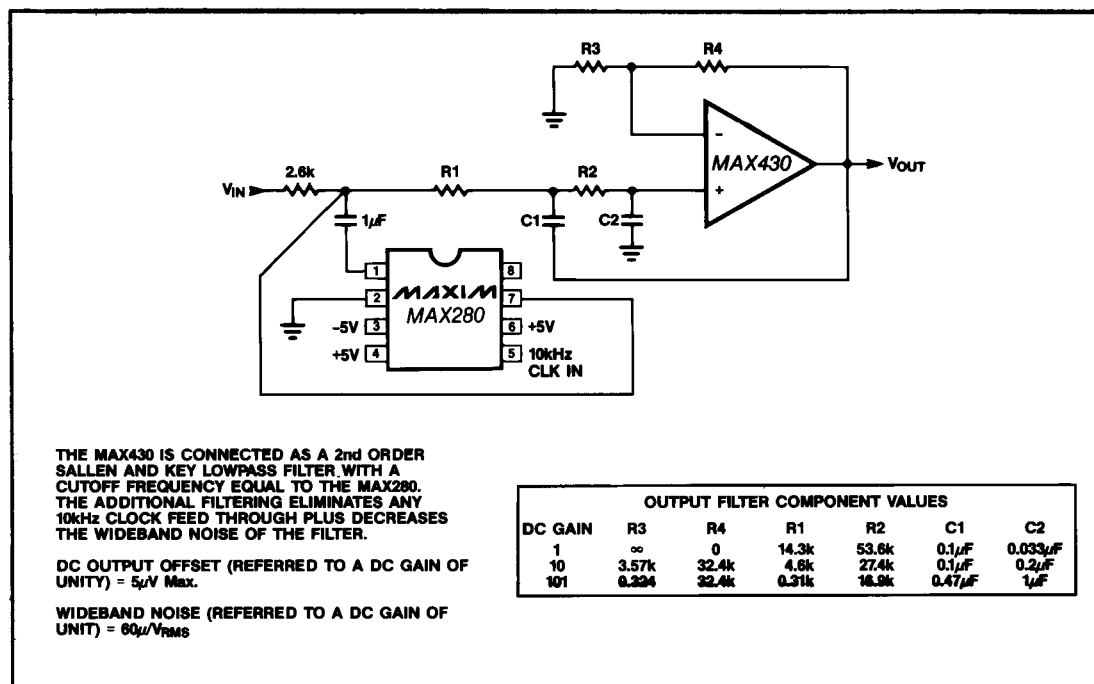 R3 R4
- MAX430
+
VOUT
VIN 2.6k R1 R2
1µF C1 C2
1 8
2 MAXIM 7
MAX280
-5V 3 6 +5V
+5V 4 5 10kHz
CLK IN
THE MAX430 IS CONNECTED AS A 2nd ORDER
SALLEN AND KEY LOWPASS FILTER WITH A
CUTOFF FREQUENCY EQUAL TO THE MAX280.
THE ADDITIONAL FILTERING ELIMINATES ANY
10kHz CLOCK FEED THROUGH PLUS DECREASES
THE WIDEBAND NOISE OF THE FILTER.
DC OUTPUT OFFSET (REFERRED TO A DC GAIN OF
UNITY) = 5µV Max.
WIDEBAND NOISE (REFERRED TO A DC GAIN OF
UNIT) = 60µ/VRMS
OUTPUT FILTER COMPONENT VALUES
DC GAIN R3 R4 R1 R2 C1 C2
1 ∞ 0 14.3k 53.6k 0.1µF 0.033µF
10 3.57k 32.4k 4.6k 27.4k 0.1µF 0.2µF
101 0.324 32.4k 0.31k 16.9k 0.47µF 1µF